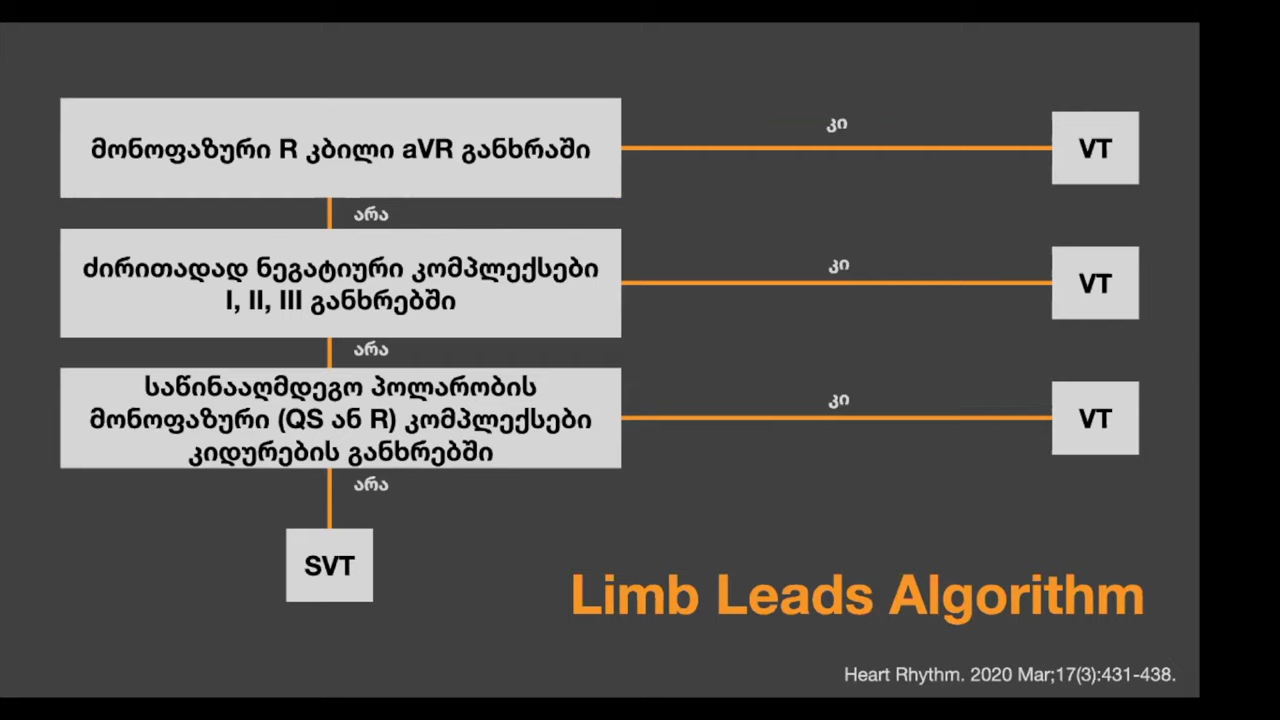 მონოფაზური R კბილი aVR განხრაში
კი
VT
არა
ძირითადად ნეგატიური კომპლექსები
I, II, III განხრებში
კი
VT
არა
საწინააღმდეგო პოლარობის
მონოფაზური (QS ან R) კომპლექსები
კიდურების განხრებში
კი
VT
არა
SVT
Limb Leads Algorithm
Heart Rhythm. 2020 Mar;17(3):431-438.